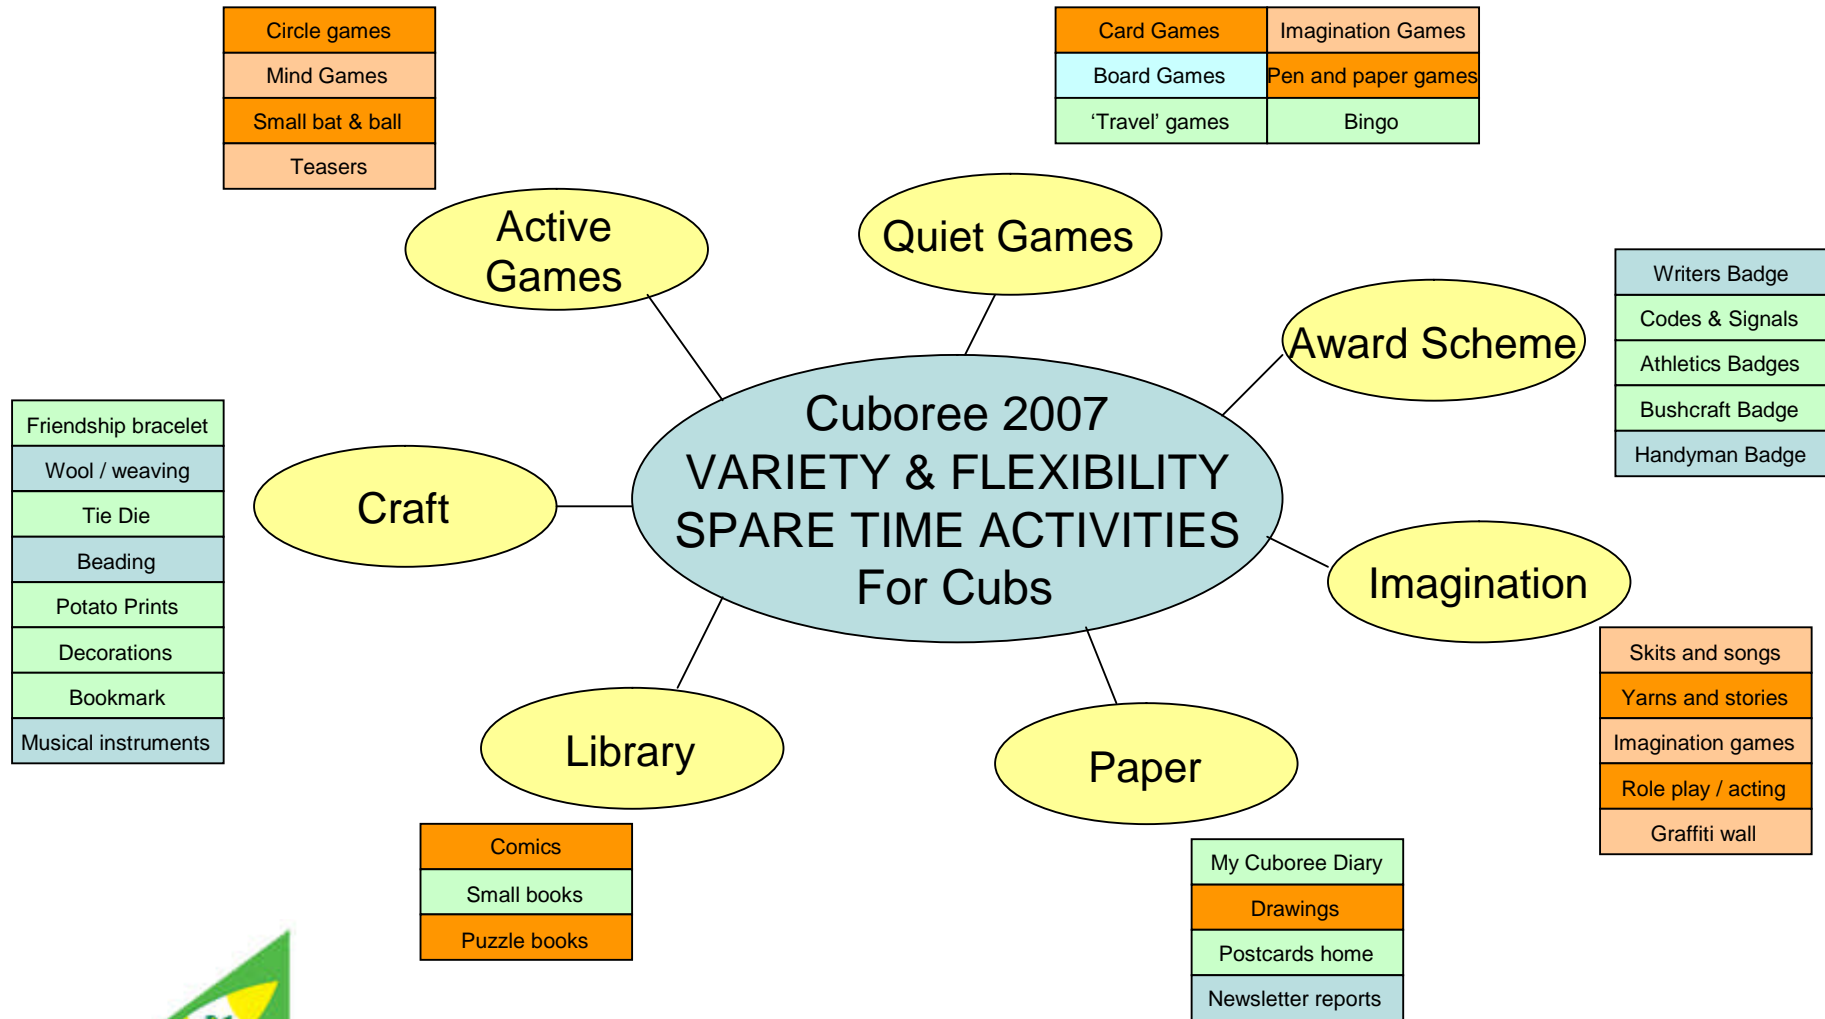 Circle games
Mind Games
Small bat & ball
Teasers
Card Games
Imagination Games
Board Games
Pen and paper games
‘Travel’ games
Bingo
Active
Games
Quiet Games
Award Scheme
Writers Badge
Codes & Signals
Athletics Badges
Bushcraft Badge
Handyman Badge
Cuboree 2007
VARIETY & FLEXIBILITY
SPARE TIME ACTIVITIES
For Cubs
Friendship bracelet
Wool / weaving
Tie Die
Beading
Potato Prints
Decorations
Bookmark
Musical instruments
Craft
Imagination
Skits and songs
Yarns and stories
Imagination games
Role play / acting
Graffiti wall
Library
Comics
Small books
Puzzle books
Paper
My Cuboree Diary
Drawings
Postcards home
Newsletter reports